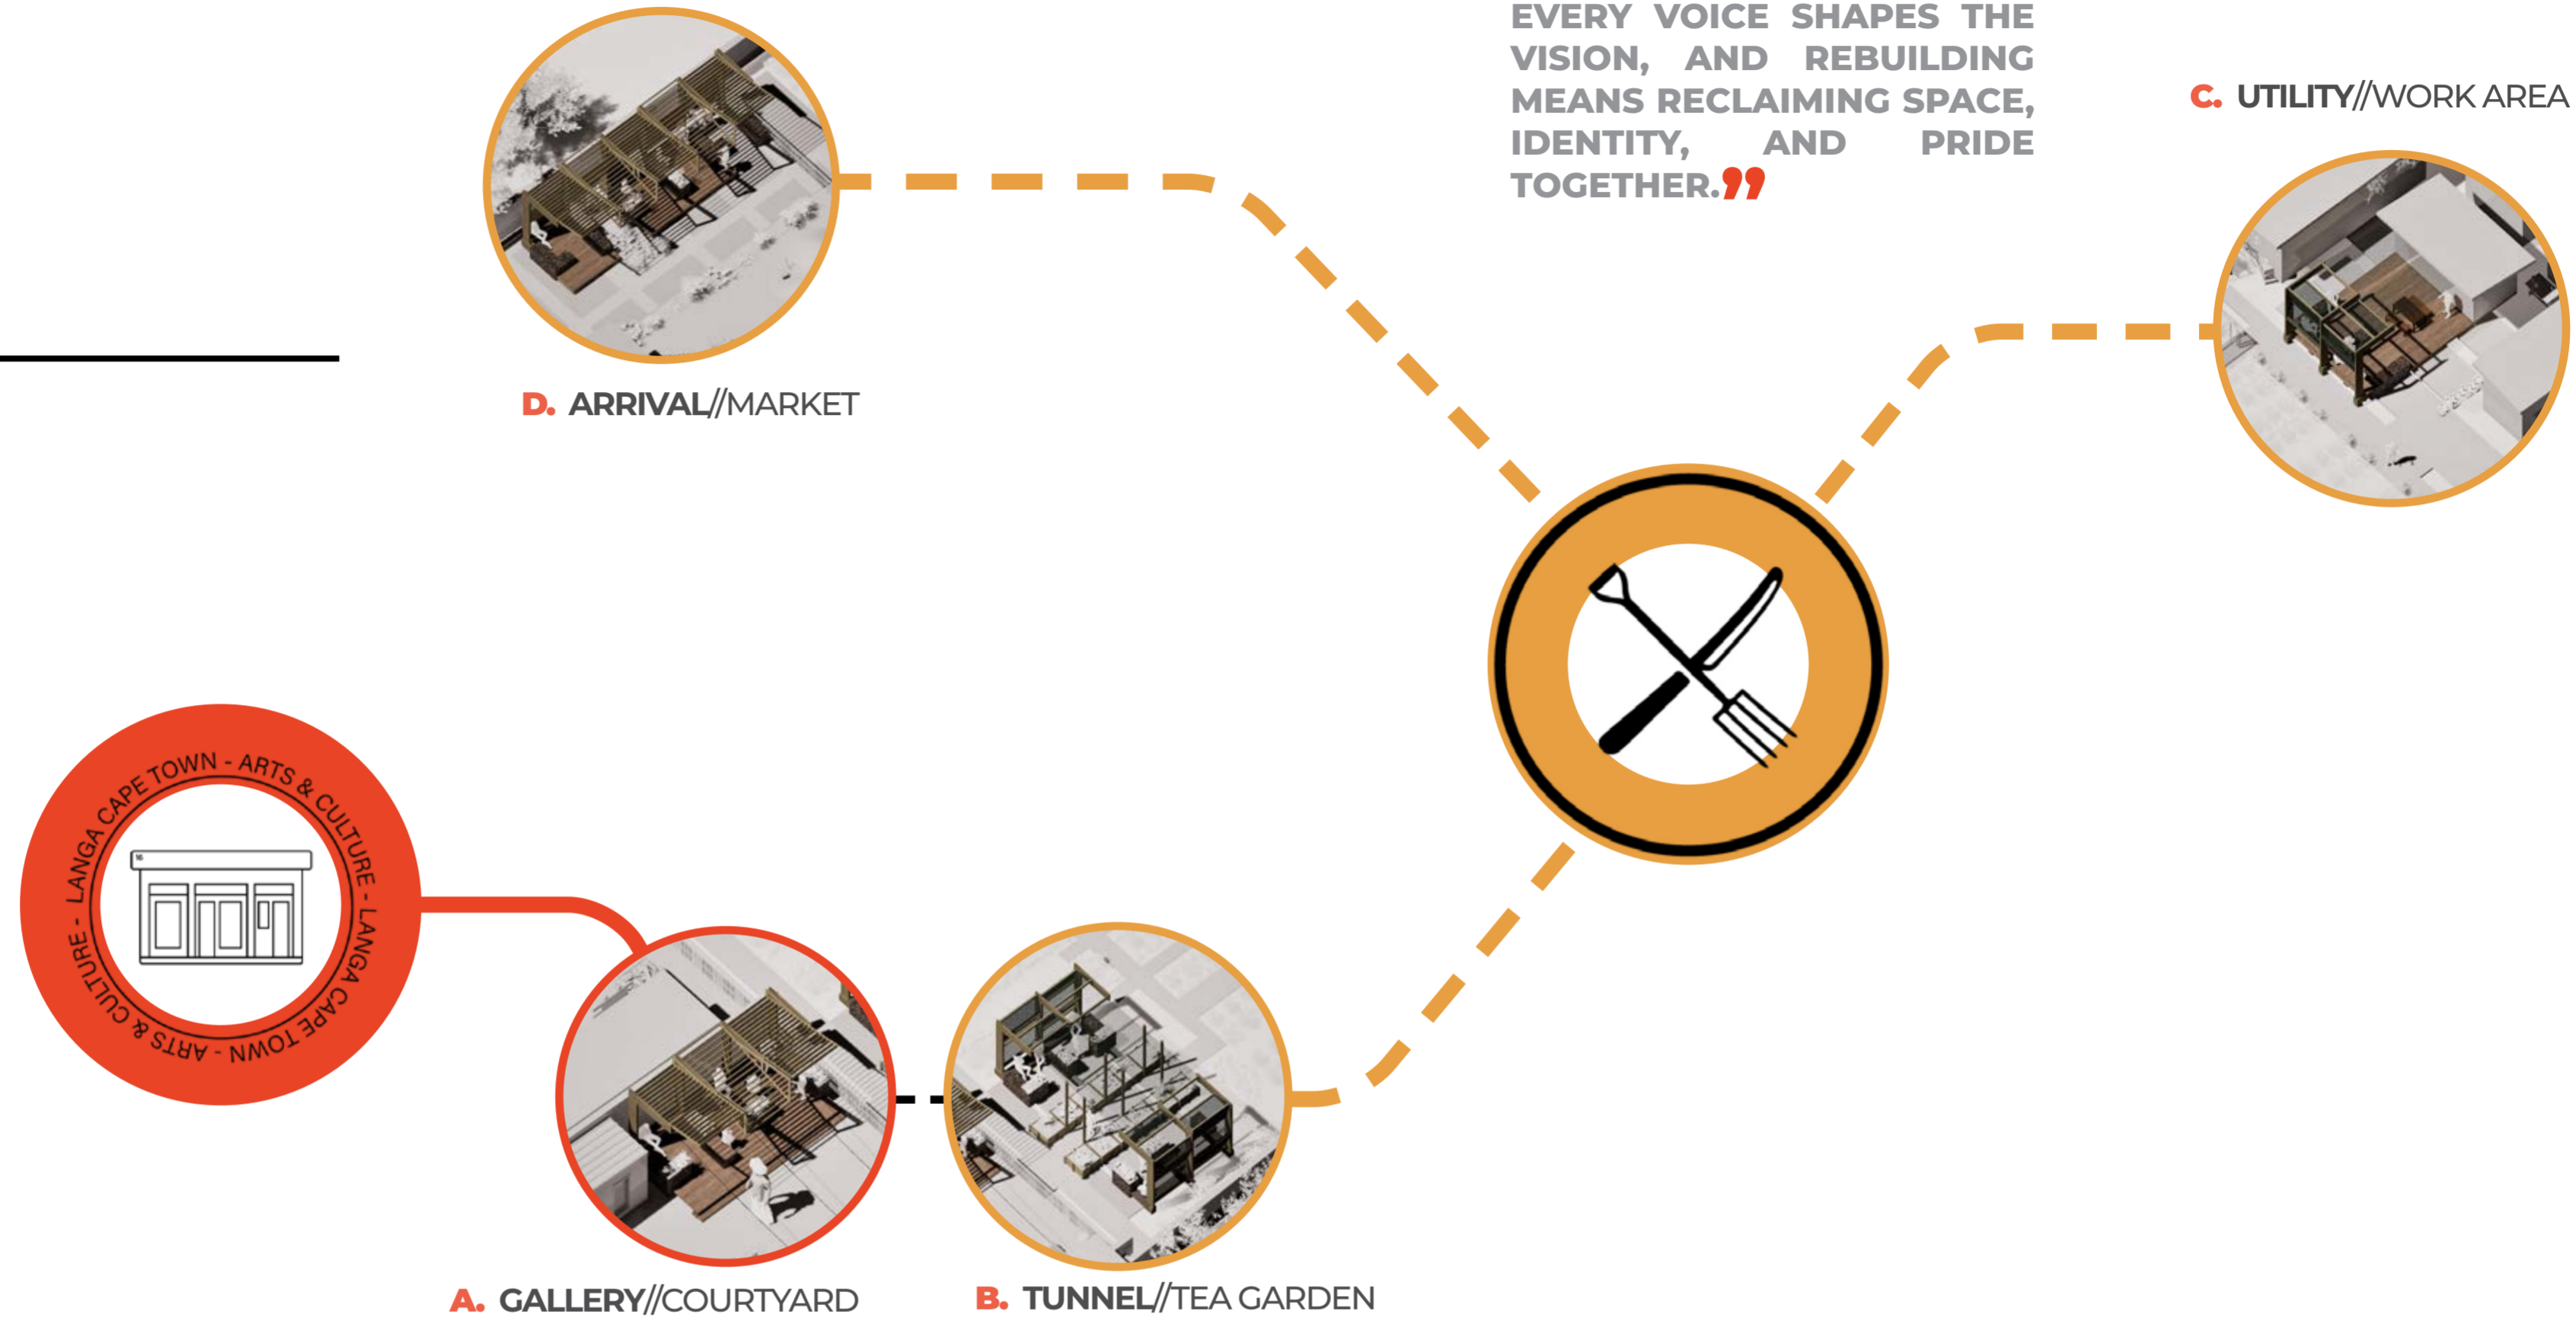 EVERY VOICE SHAPES THE
VISION, AND REBUILDING
MEANS RECLAIMING SPACE,
IDENTITY, AND PRIDE
TOGETHER.”
C. UTILITY//WORK AREA
D. ARRIVAL//MARKET
LANGA CAPE TOWN - ARTS & CULTURE - LANGA CAPE TOWN - ARTS & CULTURE -
16
A. GALLERY//COURTYARD
B. TUNNEL//TEA GARDEN